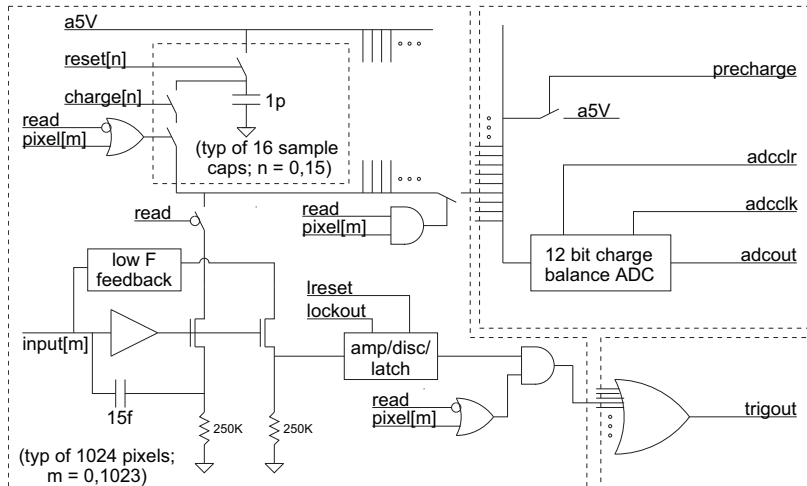 a5V
reset[n]
charge[n]
read
pixel[m]
1p
(typ of 16 sample
caps; n = 0,15)
precharge
a5V
adcclr
adcclk
adcout
12 bit charge
balance ADC
read
read
pixel[m]
low F
feedback
input[m]
15f
250K
250K
lreset
lockout
amp/disc/
latch
read
pixel[m]
trigout
(typ of 1024 pixels;
m = 0,1023)